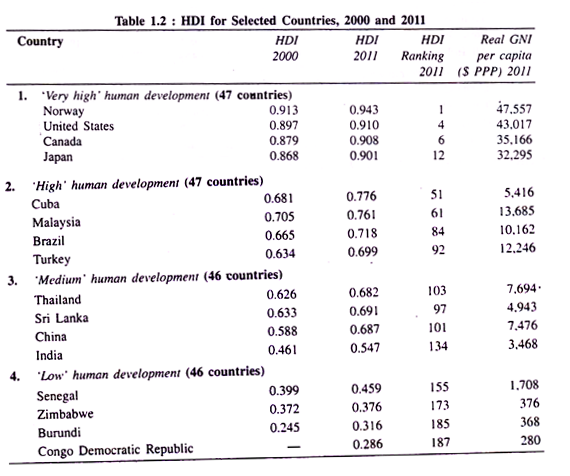 Table 1.2 : HDI for Selected Countries, 2000 and 2011
Country HDI HDI HDI Real GNI
2000 2011 Ranking per capita
2011 ($ PPP) 2011
1. 'Very high' human development (47 countries)
Norway 0.913 0.943 1 47,557
United States 0.897 0.910 4 43,017
Canada 0.879 0.908 6 35,166
Japan 0.868 0.901 12 32,295
2. 'High' human development (47 countries)
Cuba 0.681 0.776 51 5,416
Malaysia 0.705 0.761 61 13,685
Brazil 0.665 0.718 84 10,162
Turkey 0.634 0.699 92 12,246
3. 'Medium' human development (46 countries)
Thailand 0.626 0.682 103 7,694
Sri Lanka 0.633 0.691 97 4,943
China 0.588 0.687 101 7,476
India 0.461 0.547 134 3,468
4. 'Low' human development (46 countries)
Senegal 0.399 0.459 155 1,708
Zimbabwe 0.372 0.376 173 376
Burundi 0.245 0.316 185 368
Congo Democratic Republic — 0.286 187 280